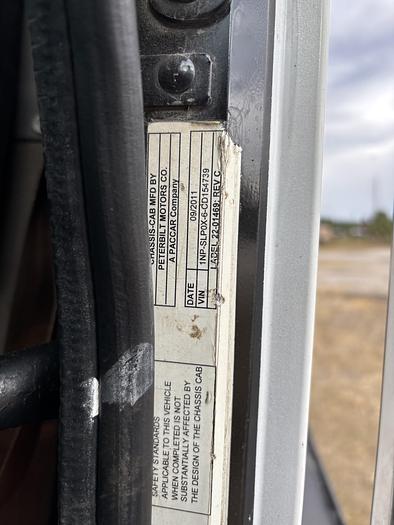 CHASSIS-CAB MFD BY
PETERBILT MOTORS CO.
A PACCAR Company
DATE 09/2011
VIN 1NP-SLP0X-6-CD154739
LABEL 22-01469; REV C
SAFETY STANDARDS
APPLICABLE TO THIS VEHICLE
WHEN COMPLETED IS NOT
SUBSTANTIALLY AFFECTED BY
THE DESIGN OF THE CHASSIS CAB